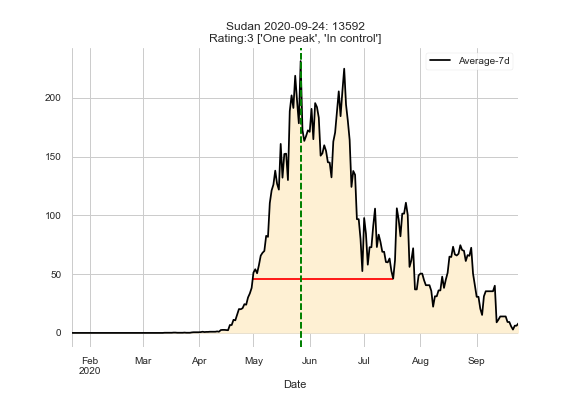 Sudan 2020-09-24: 13592
Rating:3 ['One peak', 'In control']
Average-7d
200
150
100
50
0
Feb
2020
Mar
Apr
May
Jun
Jul
Aug
Sep
Date